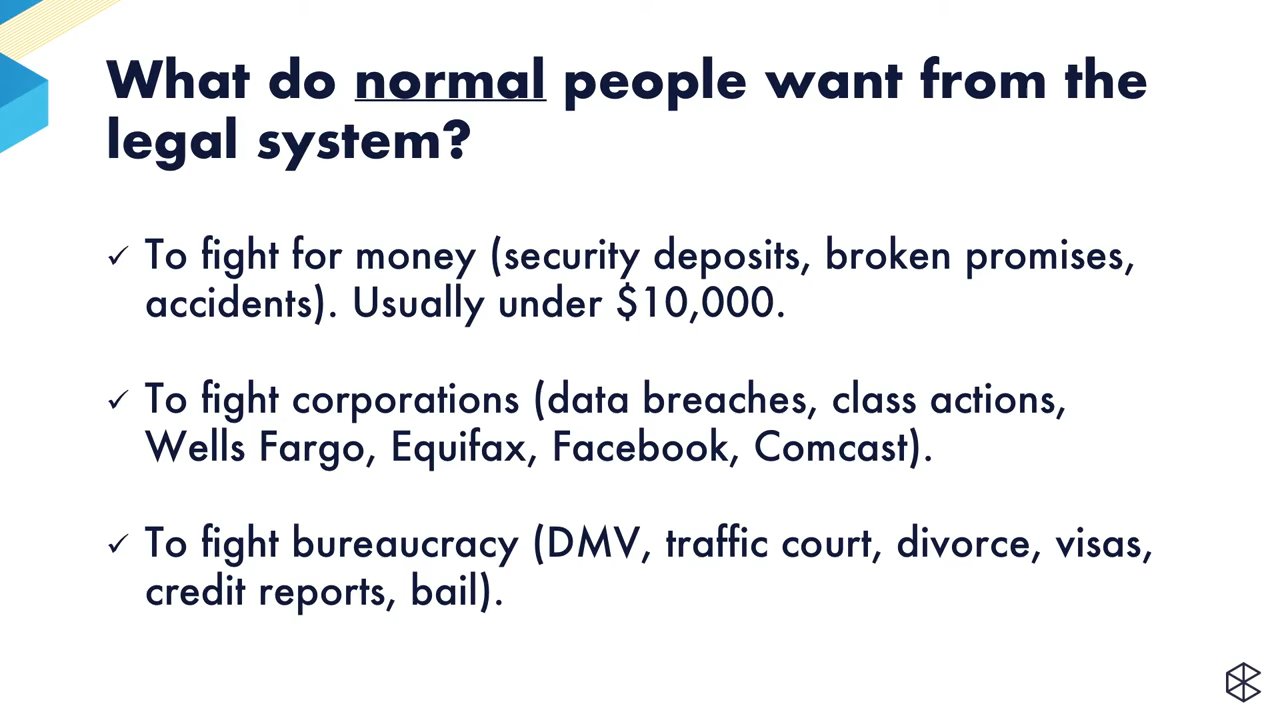 What do normal people want from the
legal system?
✓ To fight for money (security deposits, broken promises,
accidents). Usually under $10,000.
✓ To fight corporations (data breaches, class actions,
Wells Fargo, Equifax, Facebook, Comcast).
✓ To fight bureaucracy (DMV, traffic court, divorce, visas,
credit reports, bail).